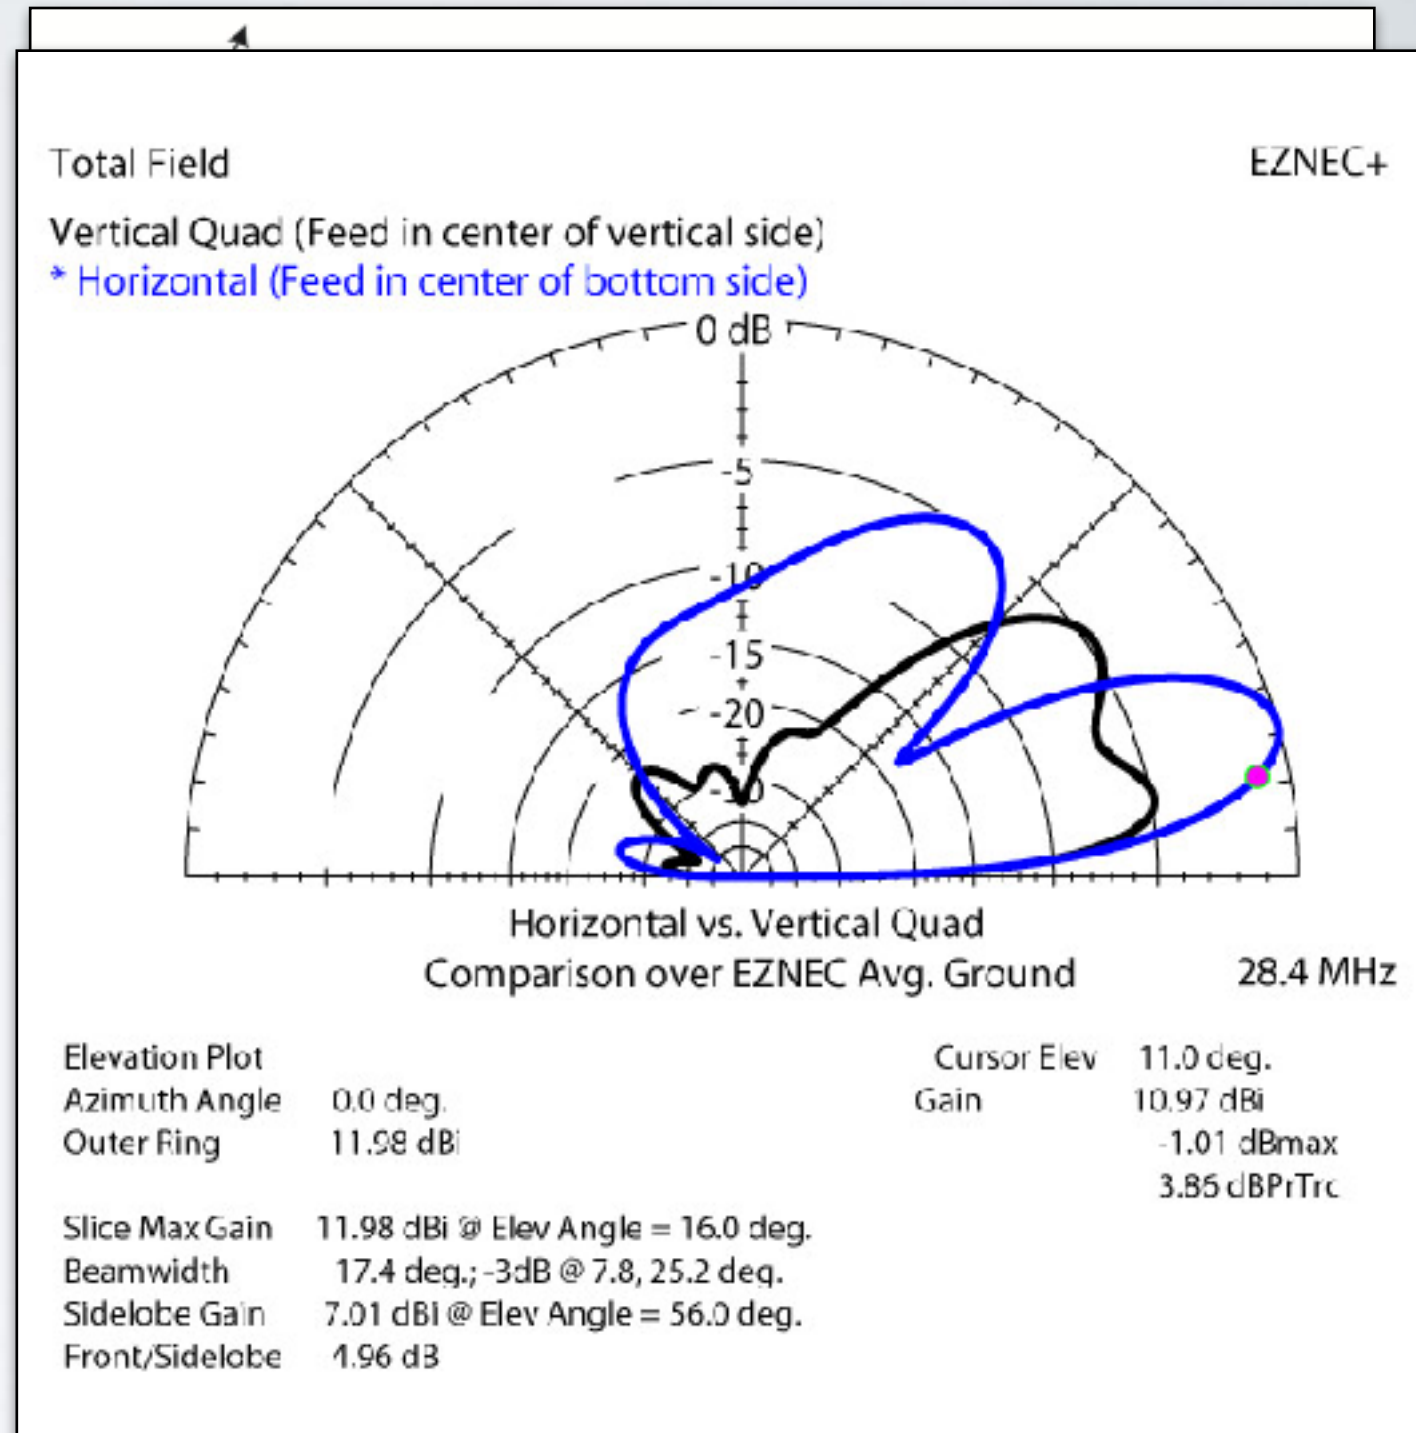 Total Field EZNEC+
Vertical Quad (Feed in center of vertical side)
* Horizontal (Feed in center of bottom side)
0 dB
-5
-10
-15
-20
Horizontal vs. Vertical Quad
Comparison over EZNEC Avg. Ground 28.4 MHz
Elevation Plot Cursor Elev 11.0 deg.
Azimuth Angle 0.0 deg. Gain 10.97 dBi
Outer Ring 11.98 dBi -1.01 dBmax
3.86 dBPrTrc
Slice Max Gain 11.98 dBi @ Elev Angle = 16.0 deg.
Beamwidth 17.4 deg.; -3dB @ 7.8, 25.2 deg.
Sidelobe Gain 7.01 dBi @ Elev Angle = 56.0 deg.
Front/Sidelobe 4.96 dB